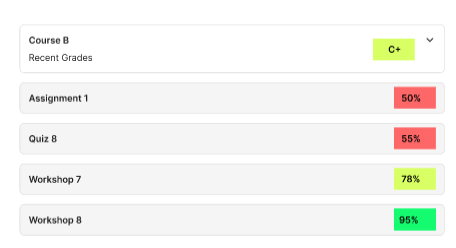 Course B
C+
Recent Grades
Assignment 1 50%
Quiz 8 55%
Workshop 7 78%
Workshop 8 95%